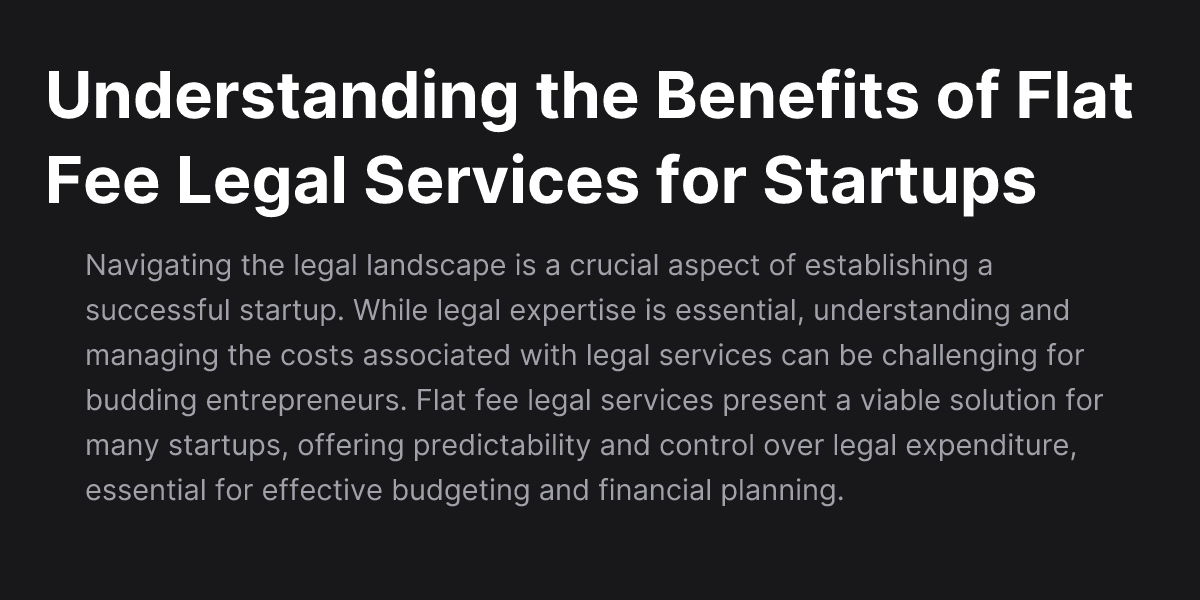 Understanding the Benefits of Flat
Fee Legal Services for Startups
Navigating the legal landscape is a crucial aspect of establishing a
successful startup. While legal expertise is essential, understanding and
managing the costs associated with legal services can be challenging for
budding entrepreneurs. Flat fee legal services present a viable solution for
many startups, offering predictability and control over legal expenditure,
essential for effective budgeting and financial planning.